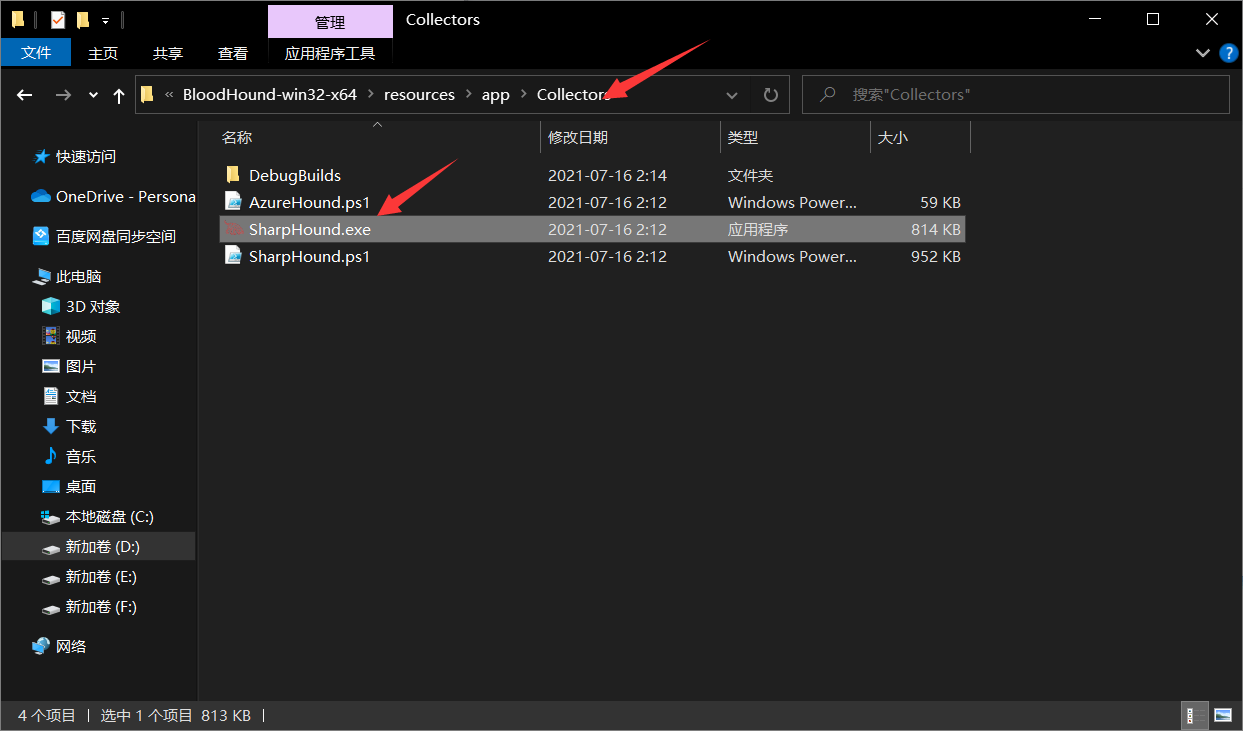 管理
Collectors
文件
主页
共享
查看
应用程序工具
« BloodHound-win32-x64 > resources > app > Collectors
搜索"Collectors"
名称 修改日期 类型 大小
快速访问
OneDrive - Persona
百度网盘同步空间
此电脑
3D 对象
视频
图片
文档
下载
音乐
桌面
本地磁盘 (C:)
新加卷 (D:)
新加卷 (E:)
新加卷 (F:)
网络
DebugBuilds 2021-07-16 2:14 文件夹
AzureHound.ps1 2021-07-16 2:12 Windows Power... 59 KB
SharpHound.exe 2021-07-16 2:12 应用程序 814 KB
SharpHound.ps1 2021-07-16 2:12 Windows Power... 952 KB
4 个项目 选中 1 个项目 813 KB